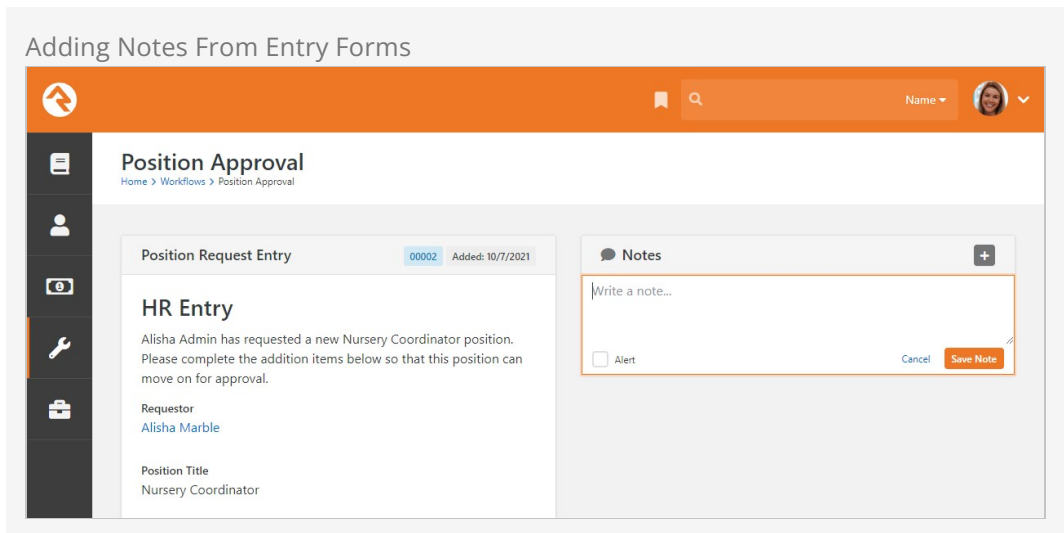 Adding Notes From Entry Forms
Name
Position Approval
Home > Workflows > Position Approval
Position Request Entry
00002
Added: 10/7/2021
HR Entry
Alisha Admin has requested a new Nursery Coordinator position.
Please complete the addition items below so that this position can
move on for approval.
Requestor
Alisha Marble
Position Title
Nursery Coordinator
Notes
Write a note...
Alert
Cancel
Save Note